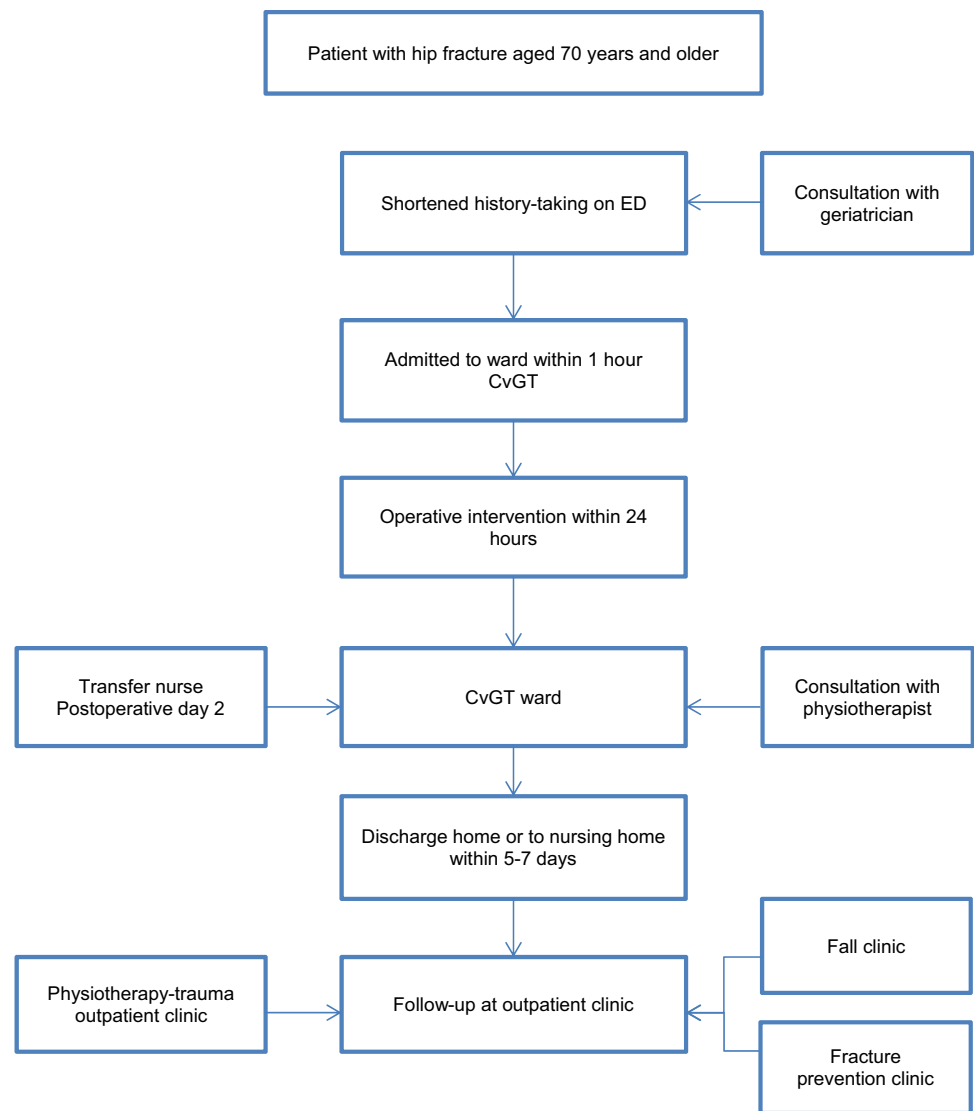 Patient with hip fracture aged 70 years and older
Shortened history-taking on ED
Consultation with
geriatrician
Admitted to ward within 1 hour
CvGT
Operative intervention within 24
hours
Transfer nurse
Postoperative day 2
CvGT ward
Consultation with
physiotherapist
Discharge home or to nursing home
within 5-7 days
Fall clinic
Physiotherapy-trauma
outpatient clinic
Follow-up at outpatient clinic
Fracture
prevention clinic